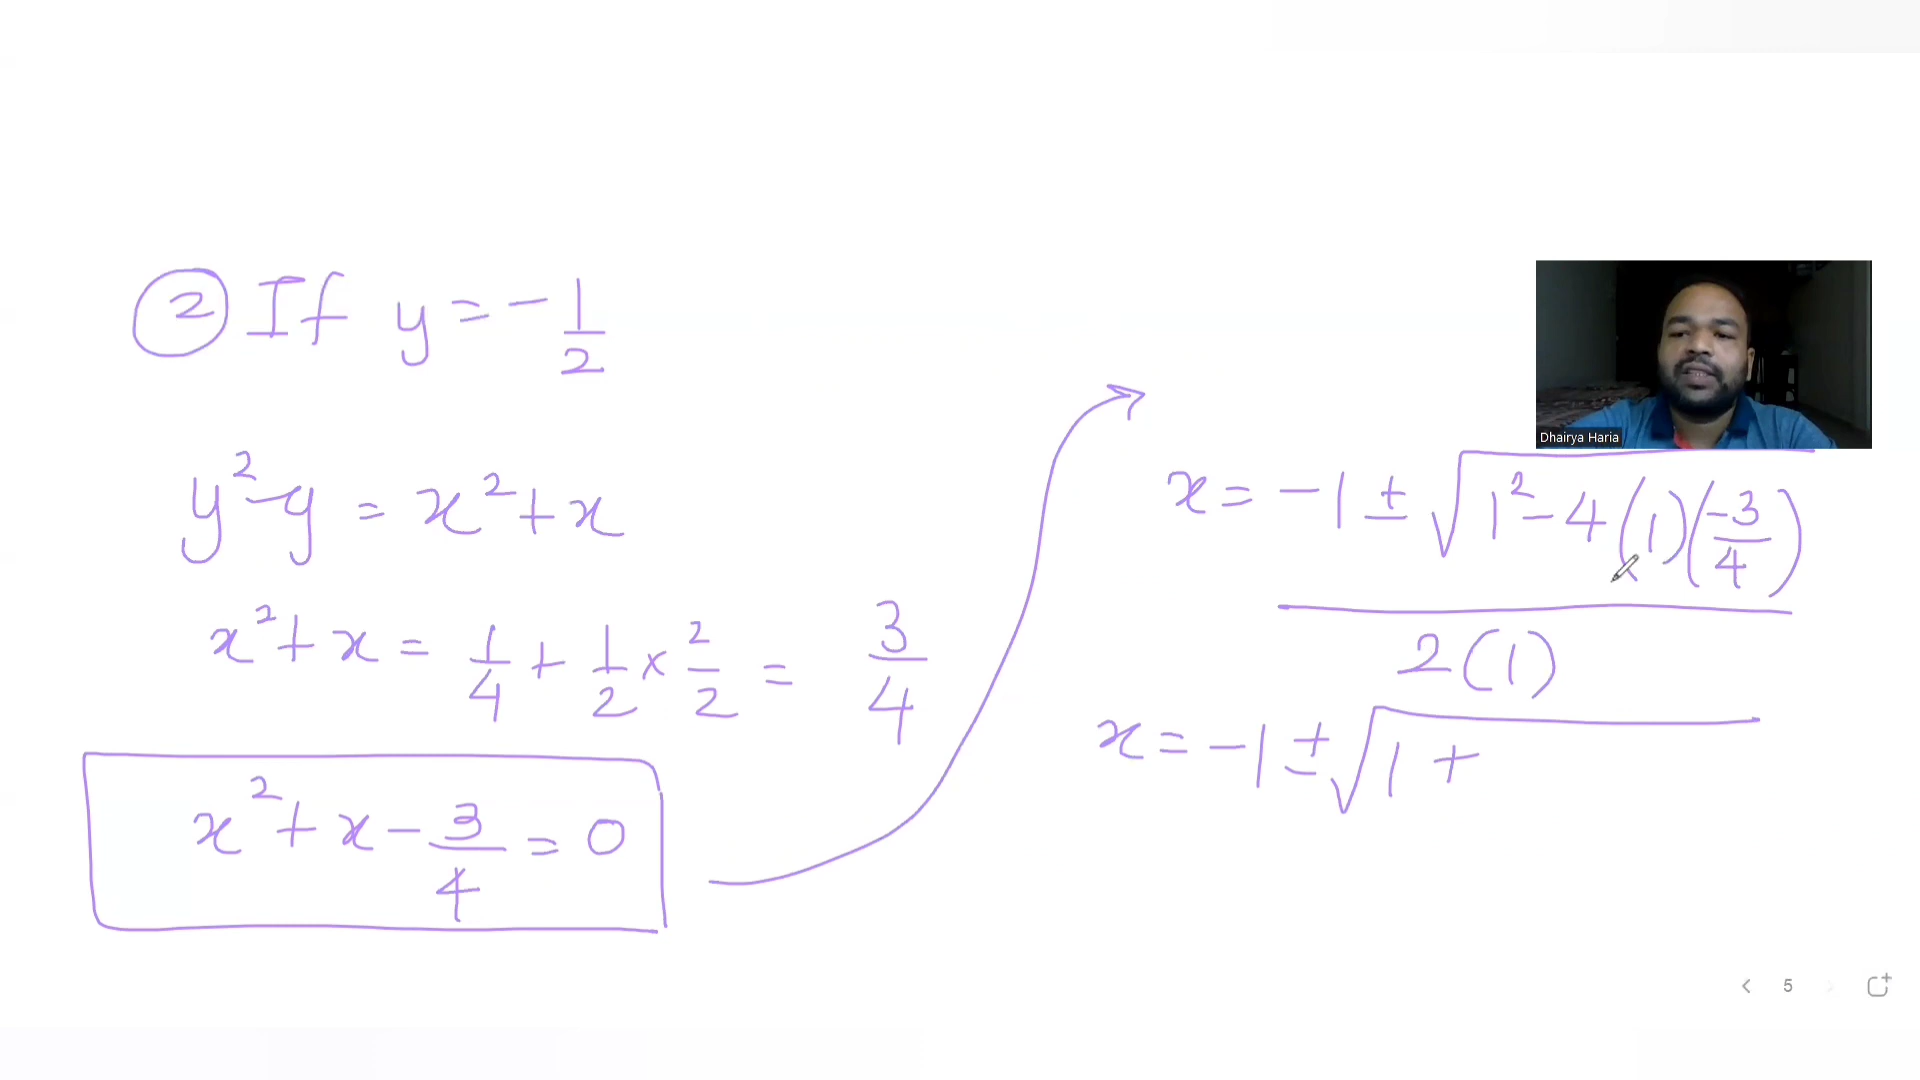 ② If y = -1/2
y² - y = x² + x
x² + x = 1/4 + 1/2 × 2/2 = 3/4
x² + x - 3/4 = 0
Dhairya Haria
x = -1 ± √1² - 4(1)(-3/4)
2(1)
x = -1 ± √1 +
5